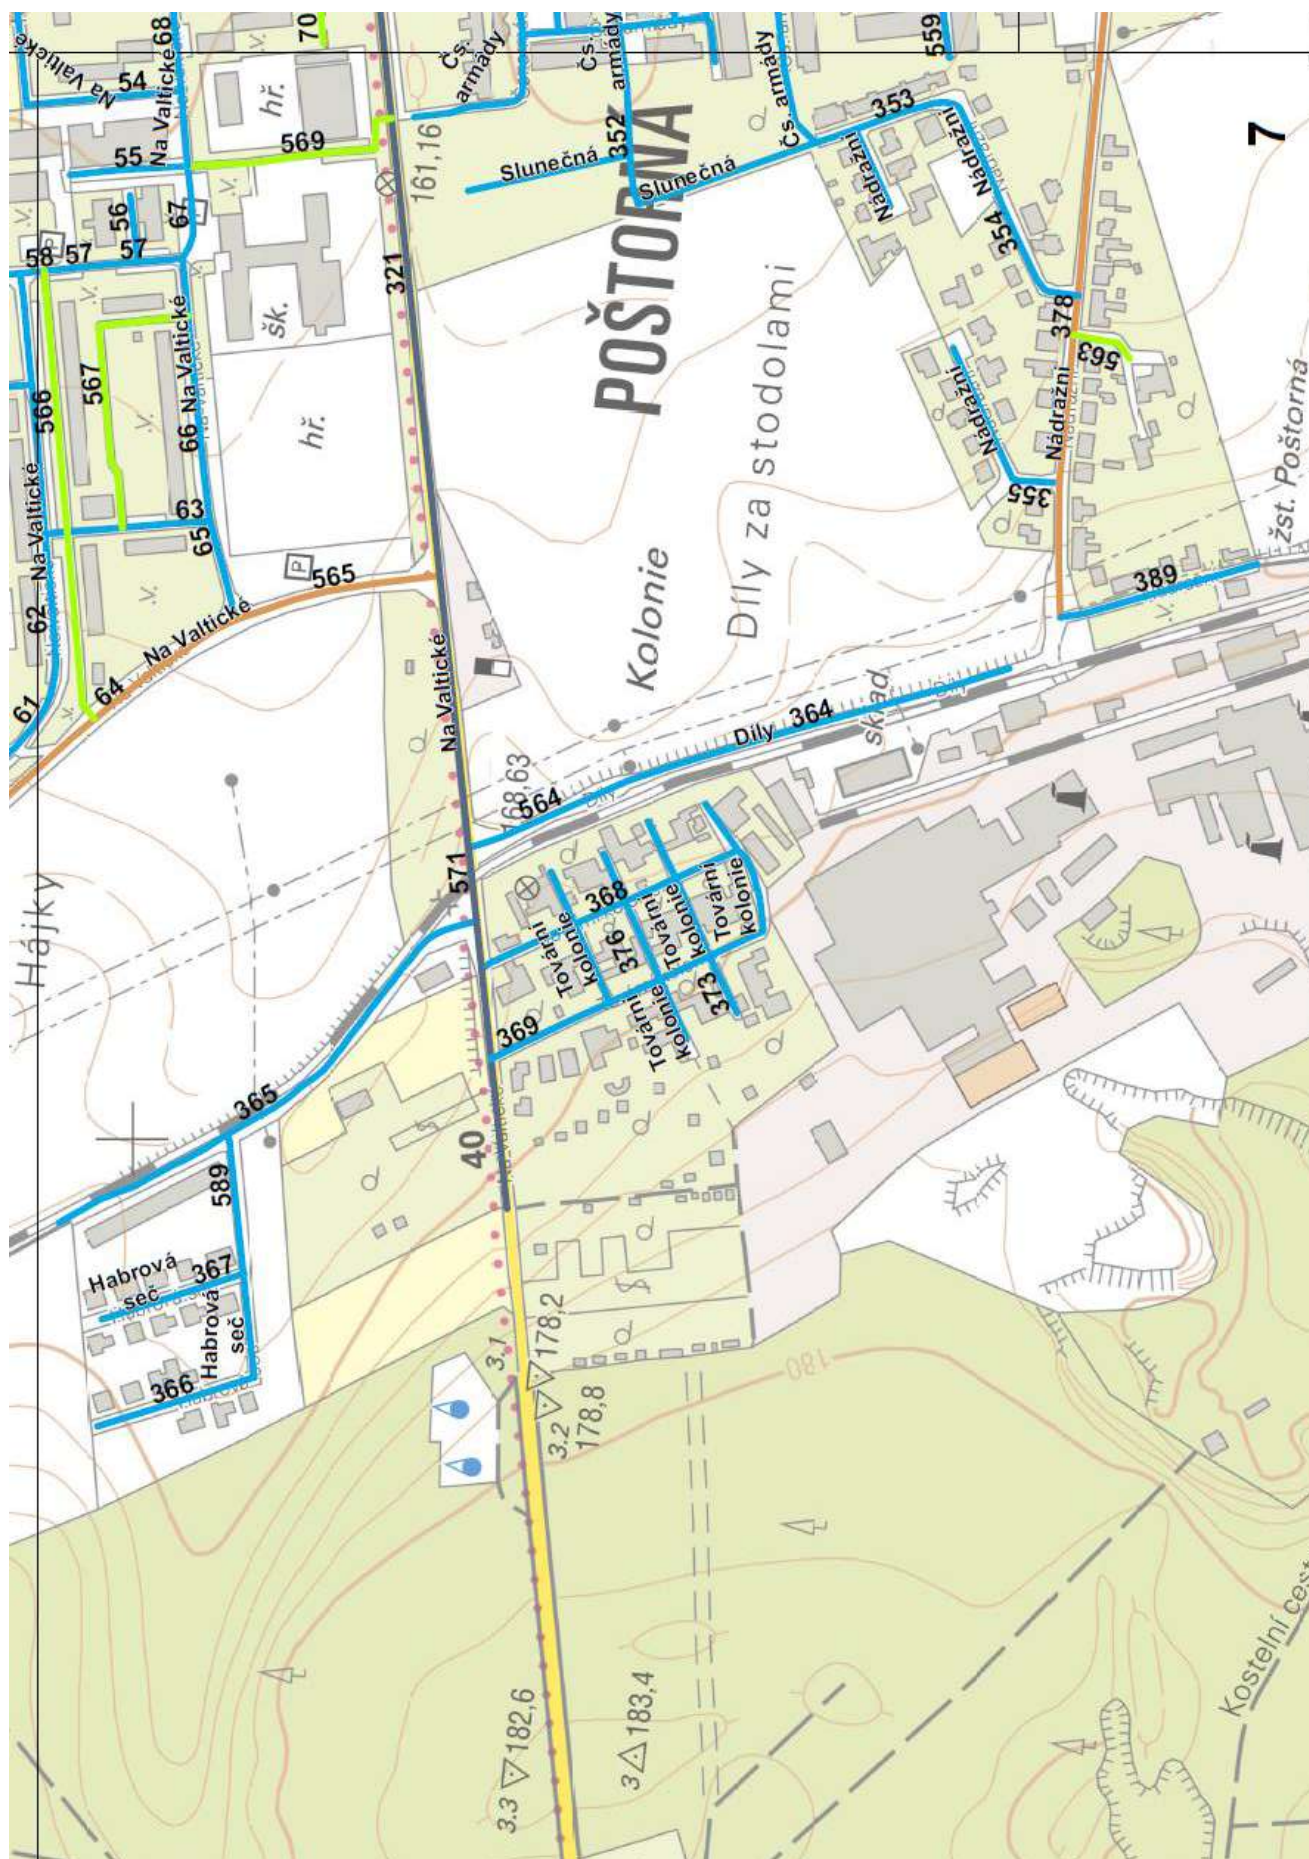 Na Valtické
54
68
70
Čs.
armády
Čs.
armády
Čs. armády
559
hř.
55
Na Valtické
569
161,16
Slunečná
352
Slunečná
353
Nádražní
Nádražní
354
7
56
67
P
58
57
57
321
POŠTORNÁ
šk.
Na Valtické
66
567
566
hř.
Díly za stodolami
378
563
Nádražní
Nádražní
355
žst. Poštorná
Na Valtické
62
63
65
P
565
Kolonie
389
61
64
Na Valtické
Na Valtické
Díly
364
Díly
sklad
168,63
564
Díly
571
Hájky
368
Tovární
kolonie
376
Tovární
kolonie
Tovární
kolonie
369
Tovární
kolonie
373
365
40
Na Valtické
589
Habrová
seč
367
Habrová
seč
366
3.1
178,2
3.2
178,8
180
3.3
182,6
3
183,4
Kostelní cest